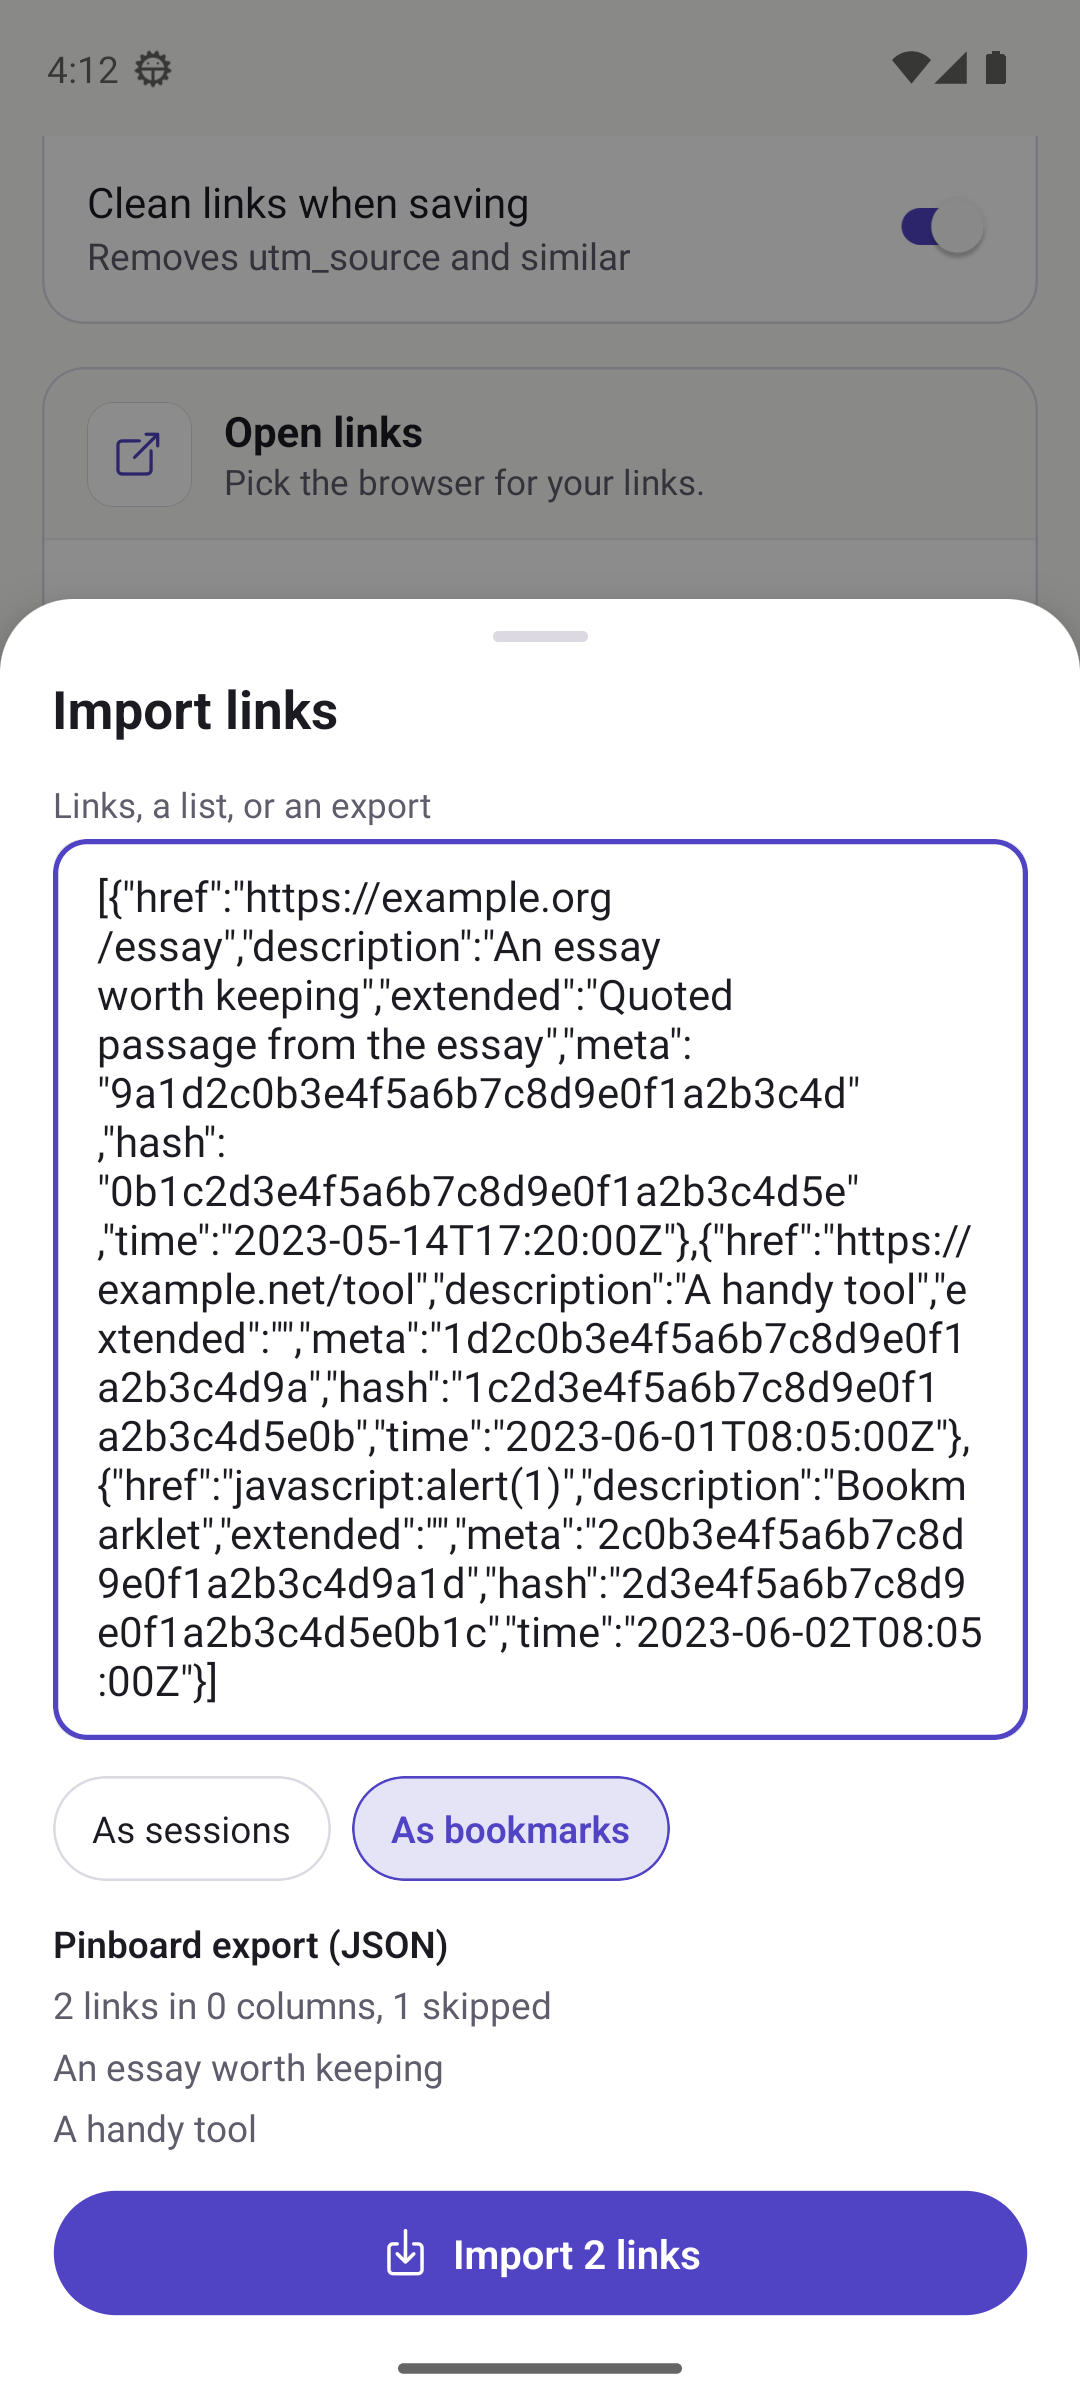 4:12
Clean links when saving
Removes utm_source and similar
Open links
Pick the browser for your links.
Import links
Links, a list, or an export
[{"href":"https://example.org
/essay","description":"An essay
worth keeping","extended":"Quoted
passage from the essay","meta":
"9a1d2c0b3e4f5a6b7c8d9e0f1a2b3c4d"
,"hash":
"0b1c2d3e4f5a6b7c8d9e0f1a2b3c4d5e"
,"time":"2023-05-14T17:20:00Z"},{"href":"https://
example.net/tool","description":"A handy tool","e
xtended":"","meta":"1d2c0b3e4f5a6b7c8d9e0f1
a2b3c4d9a","hash":"1c2d3e4f5a6b7c8d9e0f1
a2b3c4d5e0b","time":"2023-06-01T08:05:00Z"},
{"href":"javascript:alert(1)","description":"Bookm
arklet","extended":"","meta":"2c0b3e4f5a6b7c8d
9e0f1a2b3c4d9a1d","hash":"2d3e4f5a6b7c8d9
e0f1a2b3c4d5e0b1c","time":"2023-06-02T08:05
:00Z"}]
As sessions
As bookmarks
Pinboard export (JSON)
2 links in 0 columns, 1 skipped
An essay worth keeping
A handy tool
Import 2 links